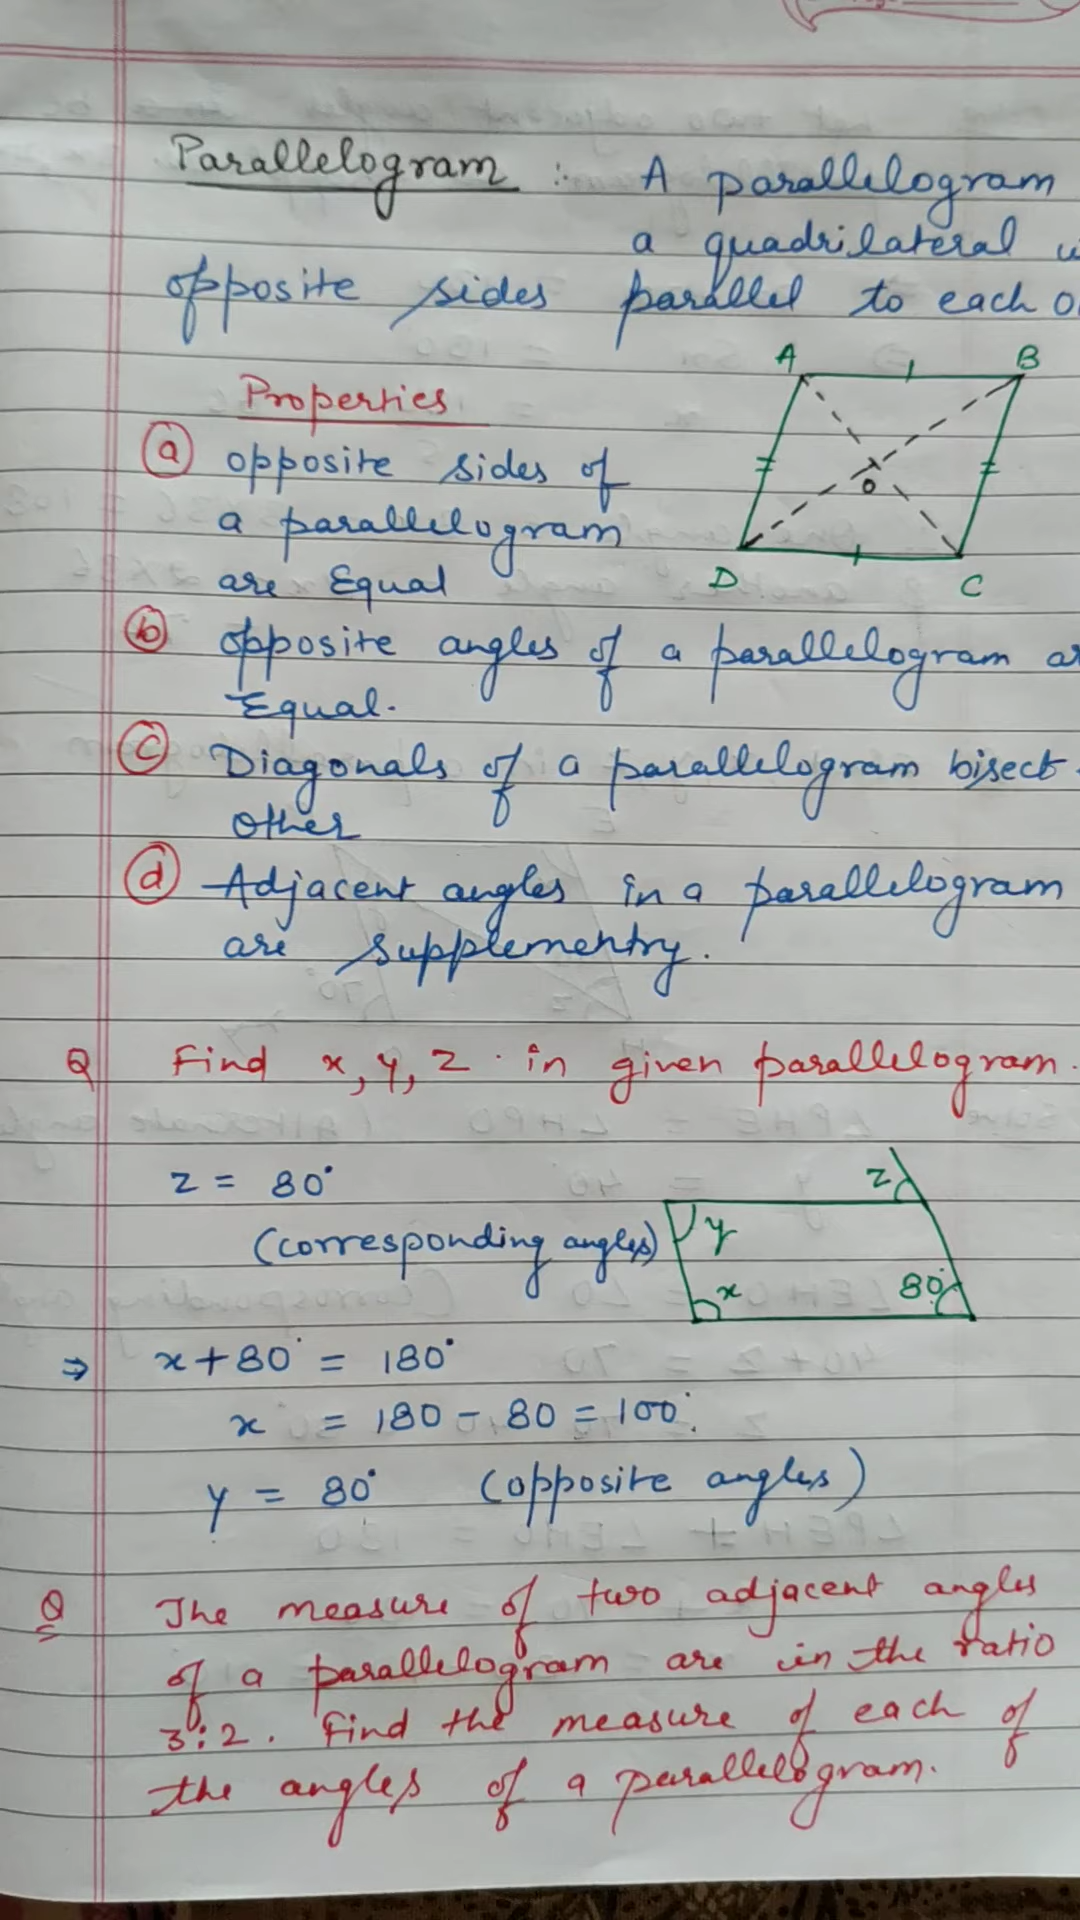 Parallelogram :- A parallelogram
a quadrilateral
opposite sides parallel to each
A B
Properties
(a) opposite sides of
a parallelogram
are Equal
O
D C
(b) opposite angles of a parallelogram
Equal.
(c) Diagonals of a parallelogram bisect
other
(d) Adjacent angles in a parallelogram
are supplementry.
Q Find x, y, z. in given parallelogram.
z = 80°
z
(corresponding angles)
y
x 80°
⇒ x + 80° = 180°
x = 180 - 80 = 100°.
y = 80° (opposite angles)
Q The measure of two adjacent angles
of a parallelogram are in the ratio
3:2. Find the measure of each of
the angles of a parallelogram.